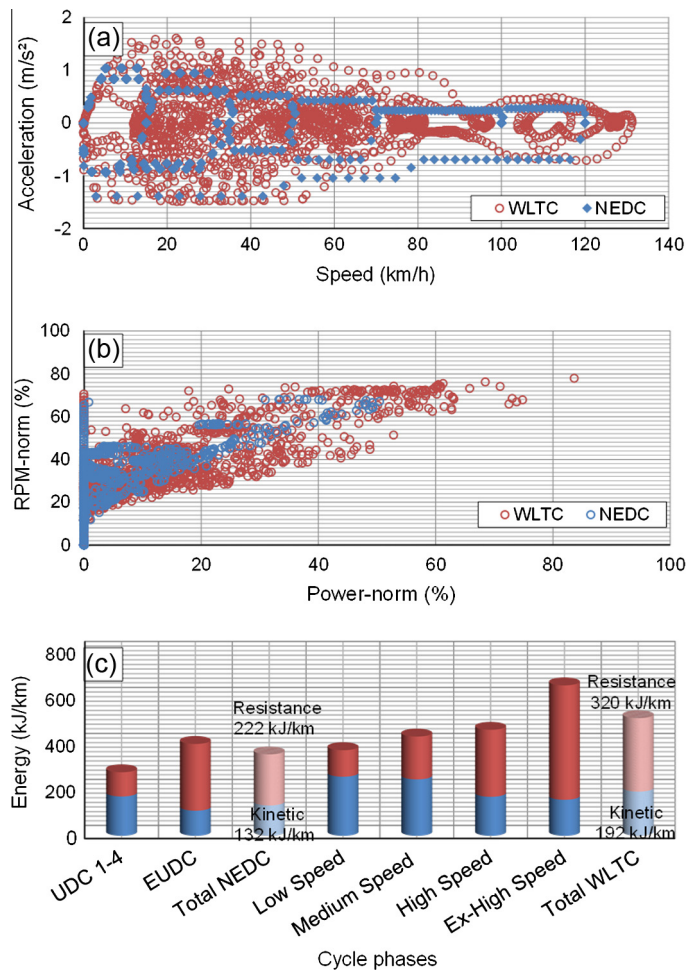 (a)
2
1
0
-1
-2
Acceleration (m/s²)
WLTC
NEDC
0 20 40 60 80 100 120 140
Speed (km/h)
(b)
100
80
60
40
20
0
RPM-norm (%)
WLTC
NEDC
0 20 40 60 80 100
Power-norm (%)
(c)
800
600
400
200
0
Energy (kJ/km)
Resistance
222 kJ/km
Kinetic
132 kJ/km
Resistance
320 kJ/km
Kinetic
192 kJ/km
UDC 1-4
EUDC
Total NEDC
Low Speed
Medium Speed
High Speed
Ex-High Speed
Total WLTC
Cycle phases